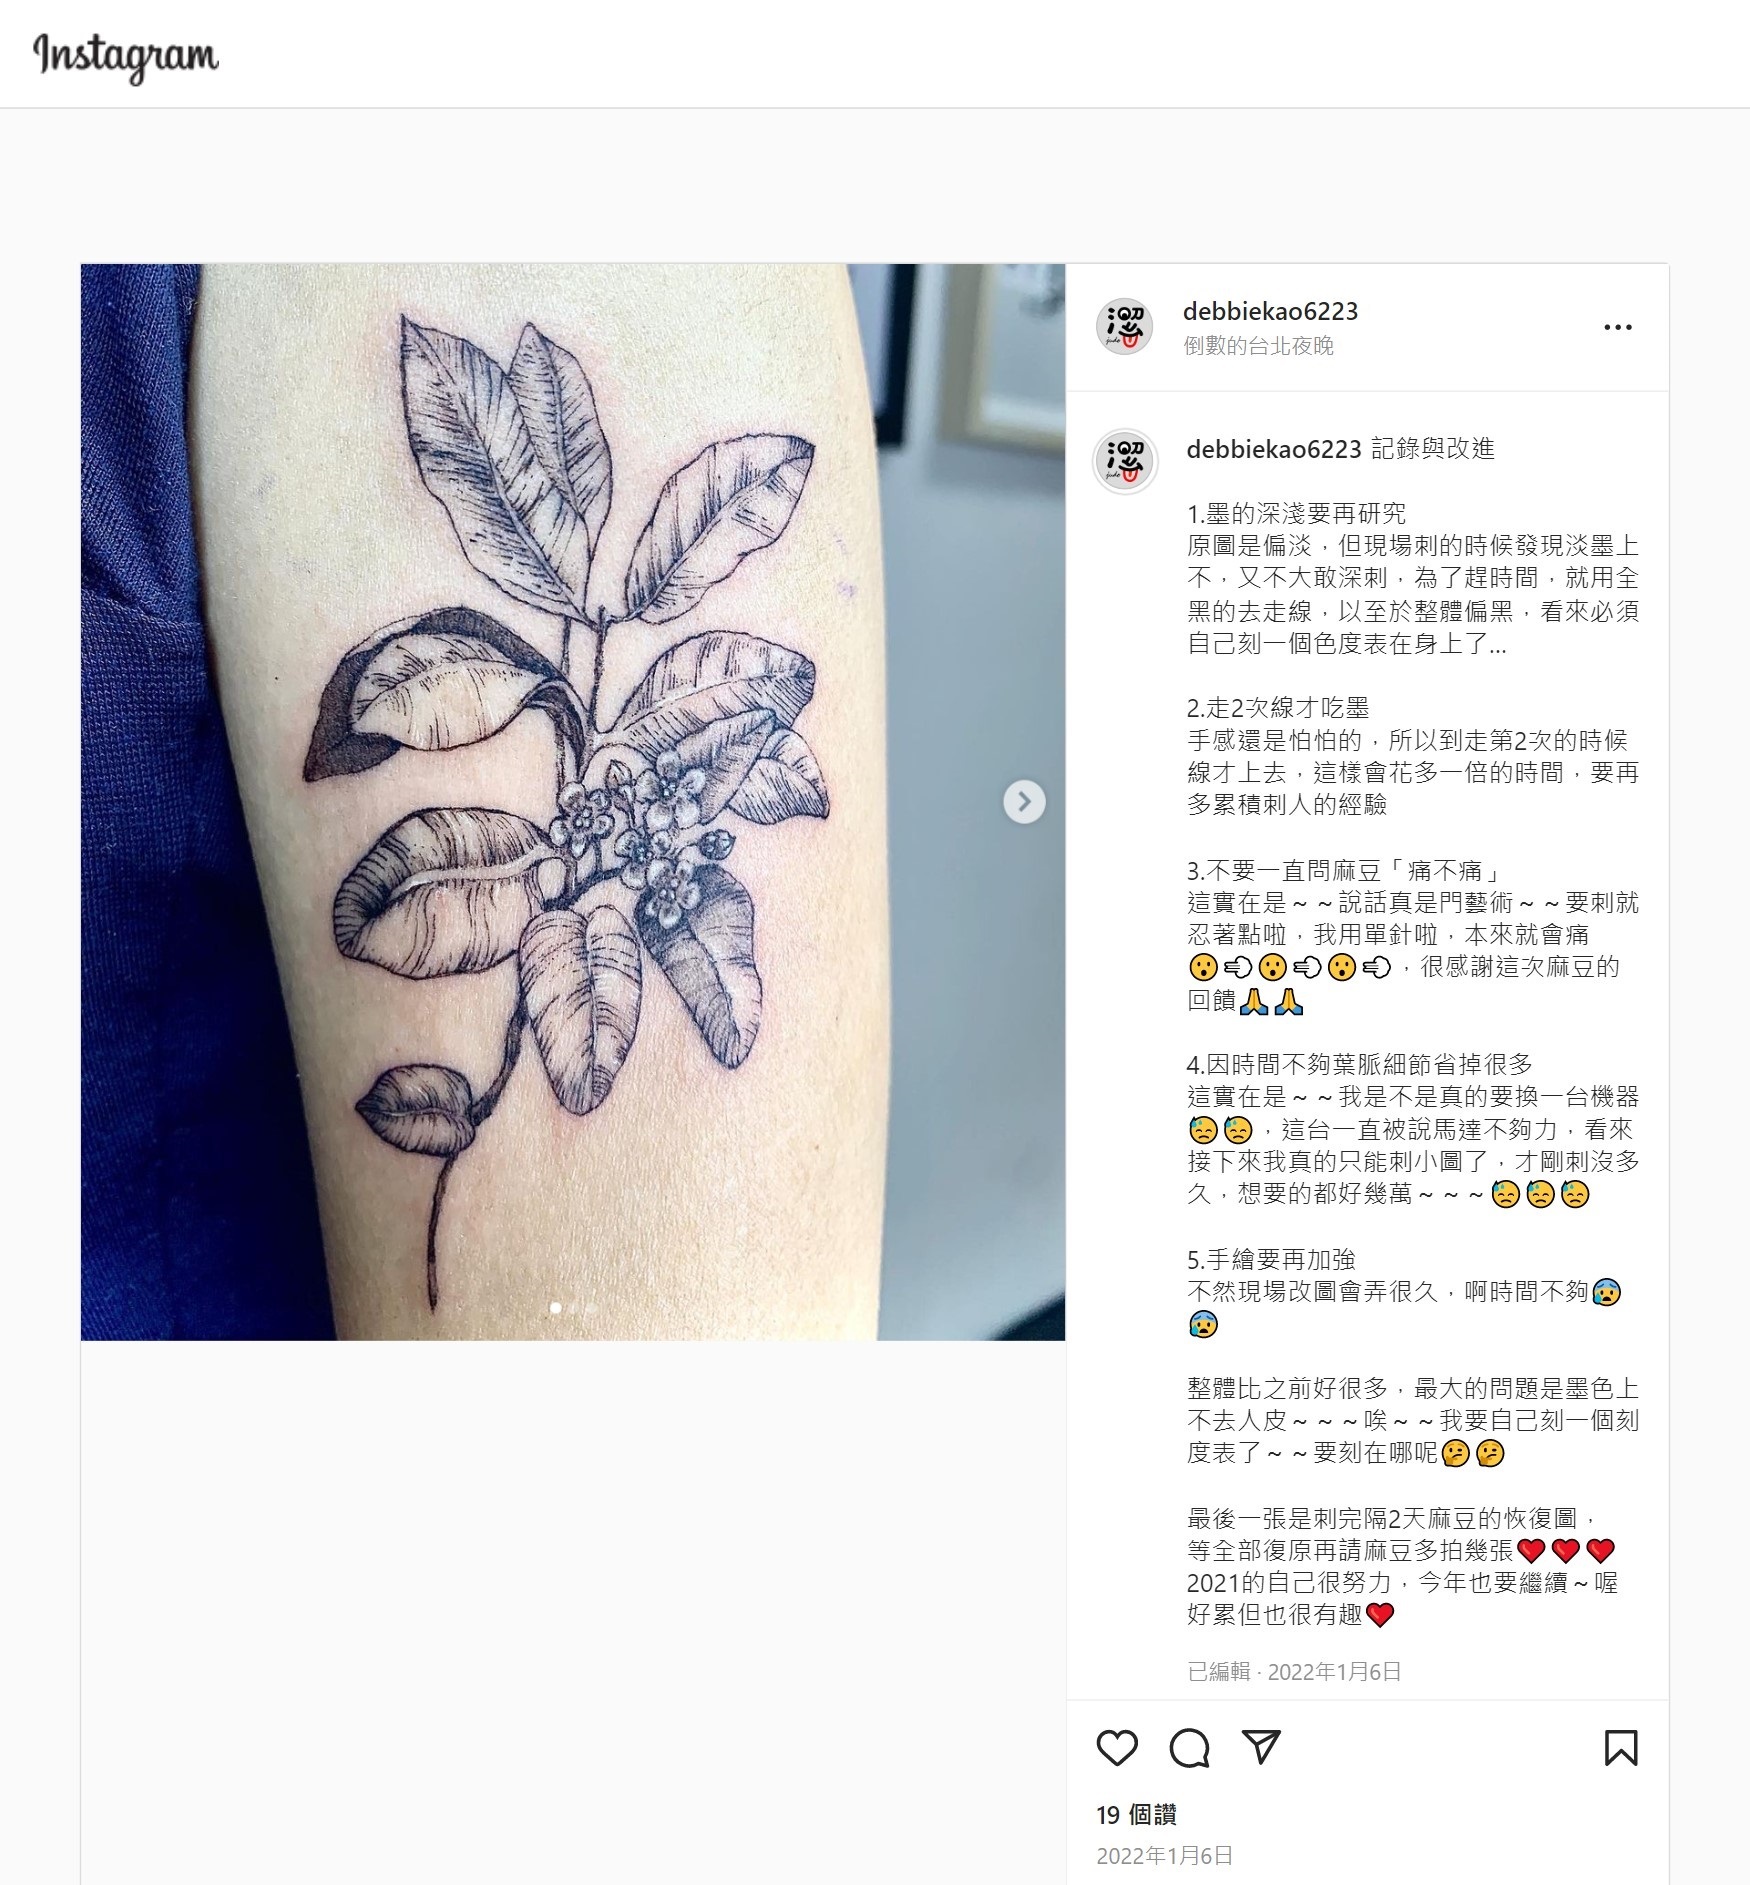 Instagram
debbiekao6223
倒數的台北夜晚
debbiekao6223 記錄與改進
1.墨的深淺要再研究
原圖是偏淡，但現場刺的時候發現淡墨上
不，又不大敢深刺，為了趕時間，就用全
黑的去走線，以至於整體偏黑，看來必須
自己刻一個色度表在身上了...
2.走2次線才吃墨
手感還是怕怕的，所以到走第2次的時候
線才上去，這樣會花多一倍的時間，要再
多累積刺人的經驗
3.不要一直問麻豆「痛不痛」
這實在是~~說話真是門藝術~~要刺就
忍著點啦，我用單針啦，本來就會痛
😮💨😮💨😮💨，很感謝這次麻豆的
回饋🙏🙏
4.因時間不夠葉脈細節省掉很多
這實在是~~我是不是真的要換一台機器
😓😓，這台一直被說馬達不夠力，看來
接下來我真的只能刺小圖了，才剛刺沒多
久，想要的都好幾萬~~~😓😓😓
5.手繪要再加強
不然現場改圖會弄很久，啊時間不夠😰
😰
整體比之前好很多，最大的問題是墨色上
不去人皮~~~唉~~我要自己刻一個刻
度表了~~要刻在哪呢🤔🤔
最後一張是刺完隔2天麻豆的恢復圖，
等全部復原再請麻豆多拍幾張❤️❤️❤️
2021的自己很努力，今年也要繼續~喔
好累但也很有趣❤️
已編輯 · 2022年1月6日
19 個讚
2022年1月6日